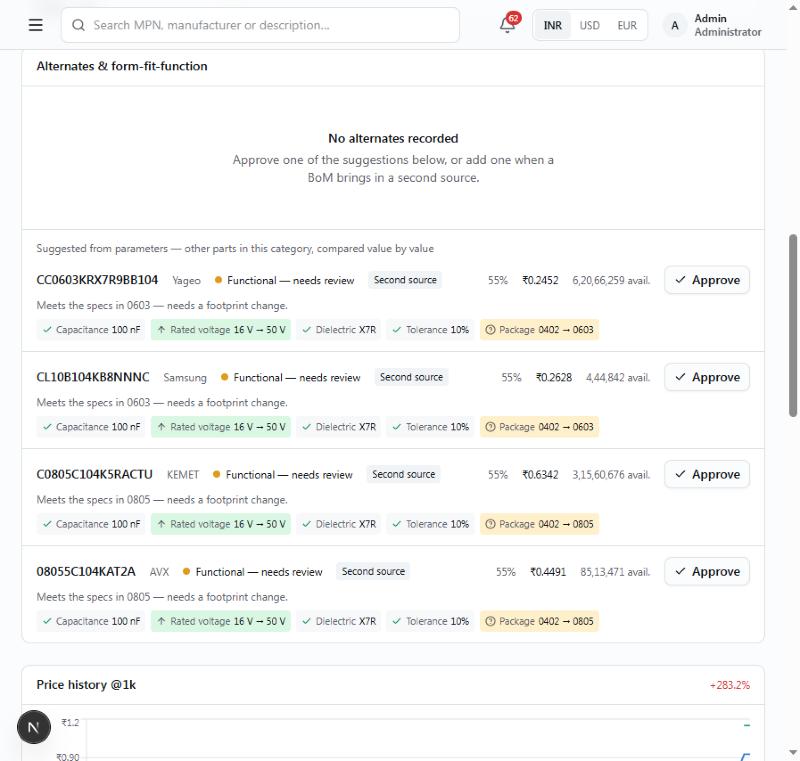 Search MPN, manufacturer or description...
62
INR USD EUR
A
Admin
Administrator
Alternates & form-fit-function
No alternates recorded
Approve one of the suggestions below, or add one when a
BoM brings in a second source.
Suggested from parameters — other parts in this category, compared value by value
CC0603KRX7R9BB104 Yageo Functional — needs review Second source 55% ₹0.2452 6,20,66,259 avail. Approve
Meets the specs in 0603 — needs a footprint change.
Capacitance 100 nF Rated voltage 16 V → 50 V Dielectric X7R Tolerance 10% Package 0402 → 0603
CL10B104KB8NNNC Samsung Functional — needs review Second source 55% ₹0.2628 4,44,842 avail. Approve
Meets the specs in 0603 — needs a footprint change.
Capacitance 100 nF Rated voltage 16 V → 50 V Dielectric X7R Tolerance 10% Package 0402 → 0603
C0805C104K5RACTU KEMET Functional — needs review Second source 55% ₹0.6342 3,15,60,676 avail. Approve
Meets the specs in 0805 — needs a footprint change.
Capacitance 100 nF Rated voltage 16 V → 50 V Dielectric X7R Tolerance 10% Package 0402 → 0805
08055C104KAT2A AVX Functional — needs review Second source 55% ₹0.4491 85,13,471 avail. Approve
Meets the specs in 0805 — needs a footprint change.
Capacitance 100 nF Rated voltage 16 V → 50 V Dielectric X7R Tolerance 10% Package 0402 → 0805
Price history @1k +283.2%
N
₹1.2
₹0.90